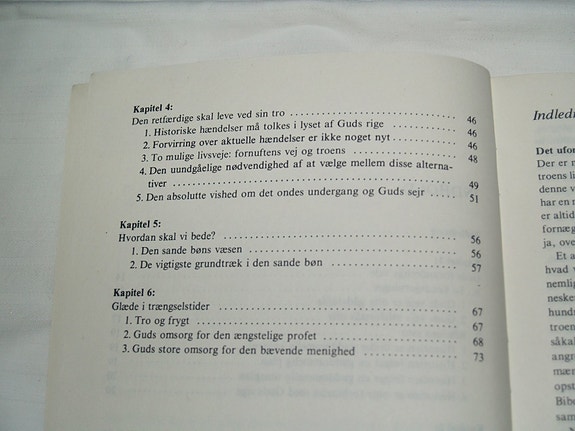 Kapitel 4:
Den retfærdige skal leve ved sin tro .............................. 46
1. Historiske hændelser må tolkes i lyset af Guds rige ........... 46
2. Forvirring over aktuelle hændelser er ikke noget nyt .......... 46
3. To mulige livsveje: fornuftens vej og troens .................. 48
4. Den uundgåelige nødvendighed af at vælge mellem disse alterna-
tiver ............................................................ 49
5. Den absolutte vished om det ondes undergang og Guds sejr ...... 51
Kapitel 5:
Hvordan skal vi bede? ............................................ 56
1. Den sande bøns væsen .......................................... 56
2. De vigtigste grundtræk i den sande bøn ........................ 57
Kapitel 6:
Glæde i trængselstider ........................................... 67
1. Tro og frygt .................................................. 67
2. Guds omsorg for den ængstelige profet ......................... 68
3. Guds store omsorg for den bævende menighed .................... 73
Indledn
Det ufor
Der er n
troens li
denne v
har en r
er altid
fornæg
ja, ove
Et a
hvad
nemlig
neske
hund
troen
såkal
angr
mæn
opst
Bibe
sam